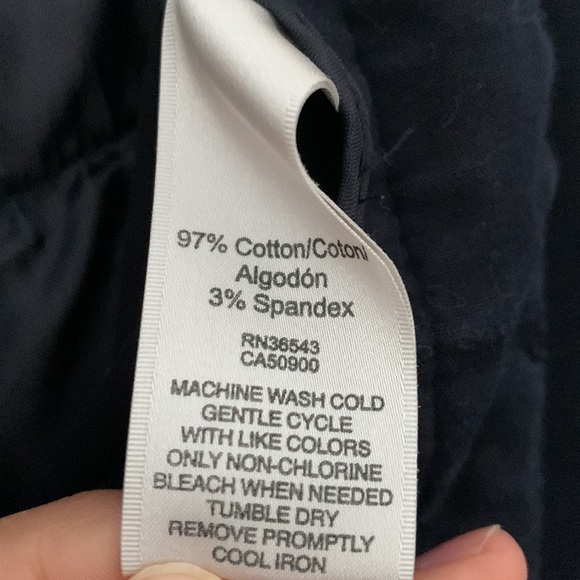 97% Cotton/Coton/
Algodón
3% Spandex
RN36543
CA50900
MACHINE WASH COLD
GENTLE CYCLE
WITH LIKE COLORS
ONLY NON-CHLORINE
BLEACH WHEN NEEDED
TUMBLE DRY
REMOVE PROMPTLY
COOL IRON